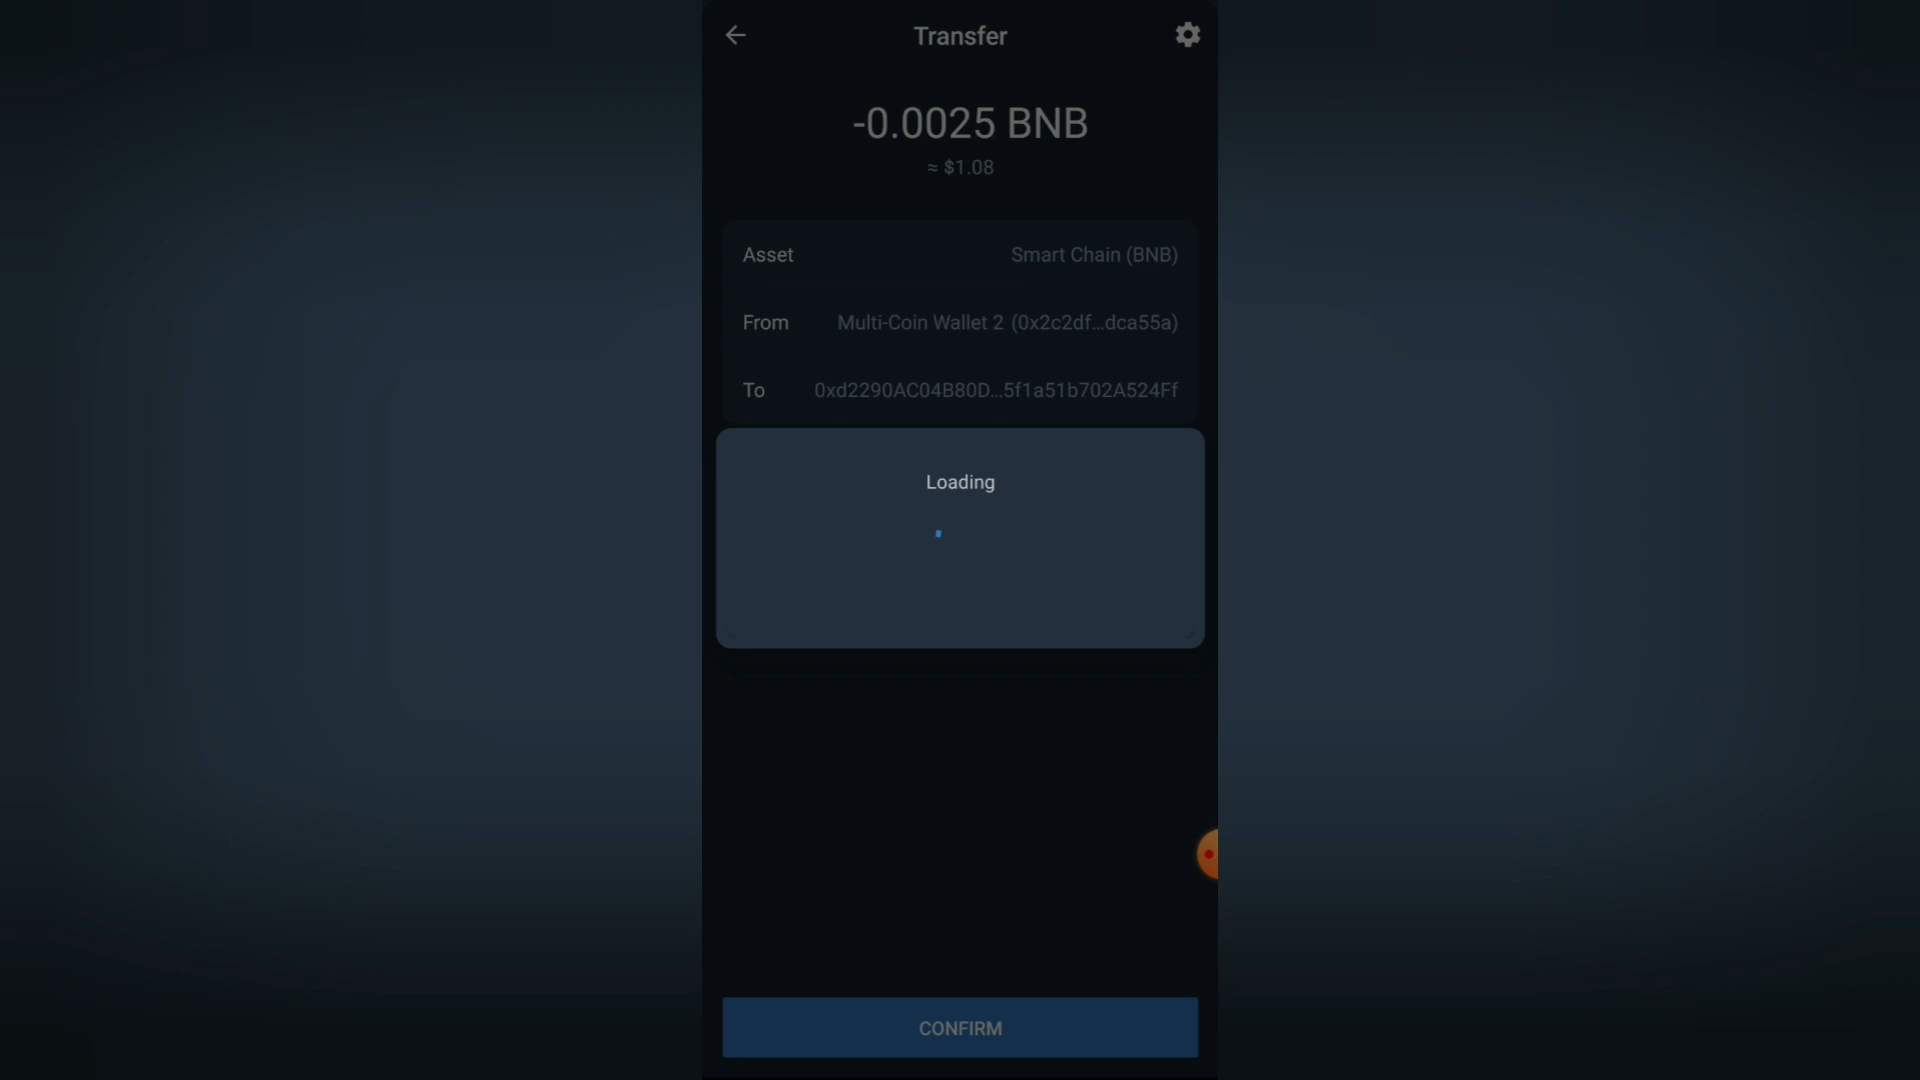 Transfer
-0.0025 BNB
≈ $1.08
Asset Smart Chain (BNB)
From Multi-Coin Wallet 2 (0x2c2df...dca55a)
To 0xd2290AC04B80D...5f1a51b702A524Ff
Loading
CONFIRM